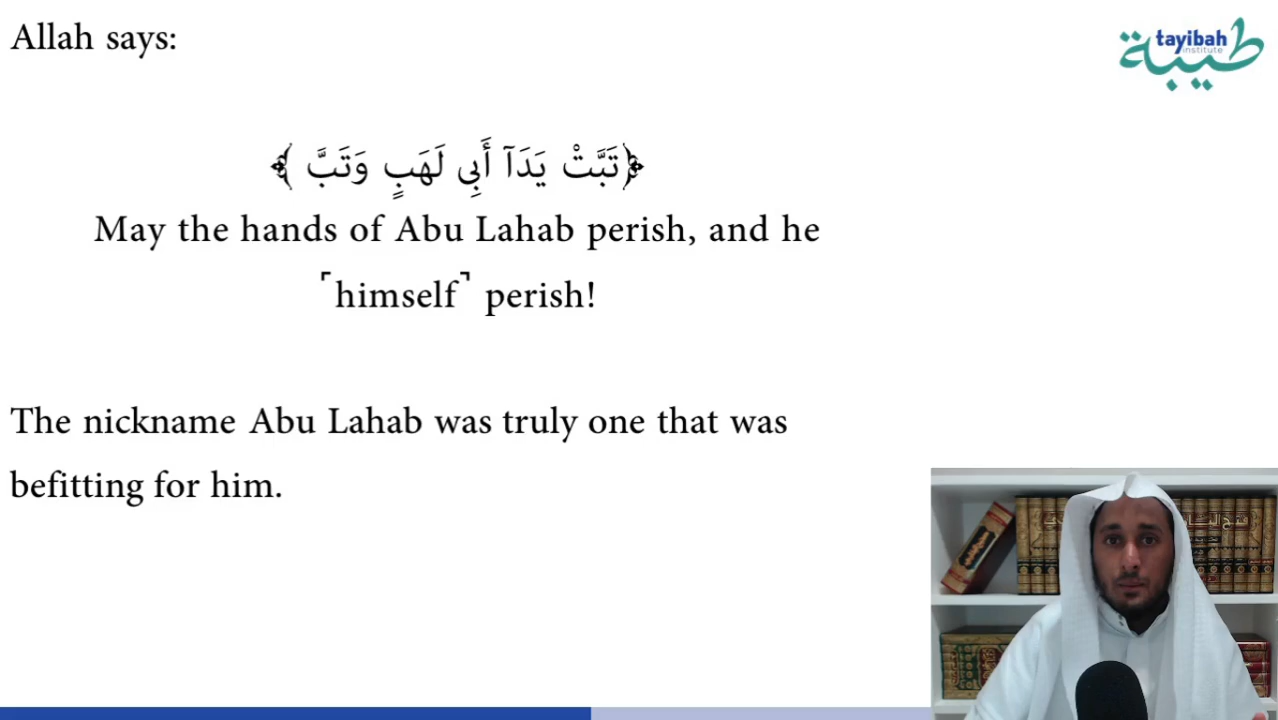 Allah says:
tayibah
institute
طيبة
﴿تَبَّتْ يَدَآ أَبِى لَهَبٍ وَتَبَّ ﴾
May the hands of Abu Lahab perish, and he
⸢himself⸣ perish!
The nickname Abu Lahab was truly one that was
befitting for him.